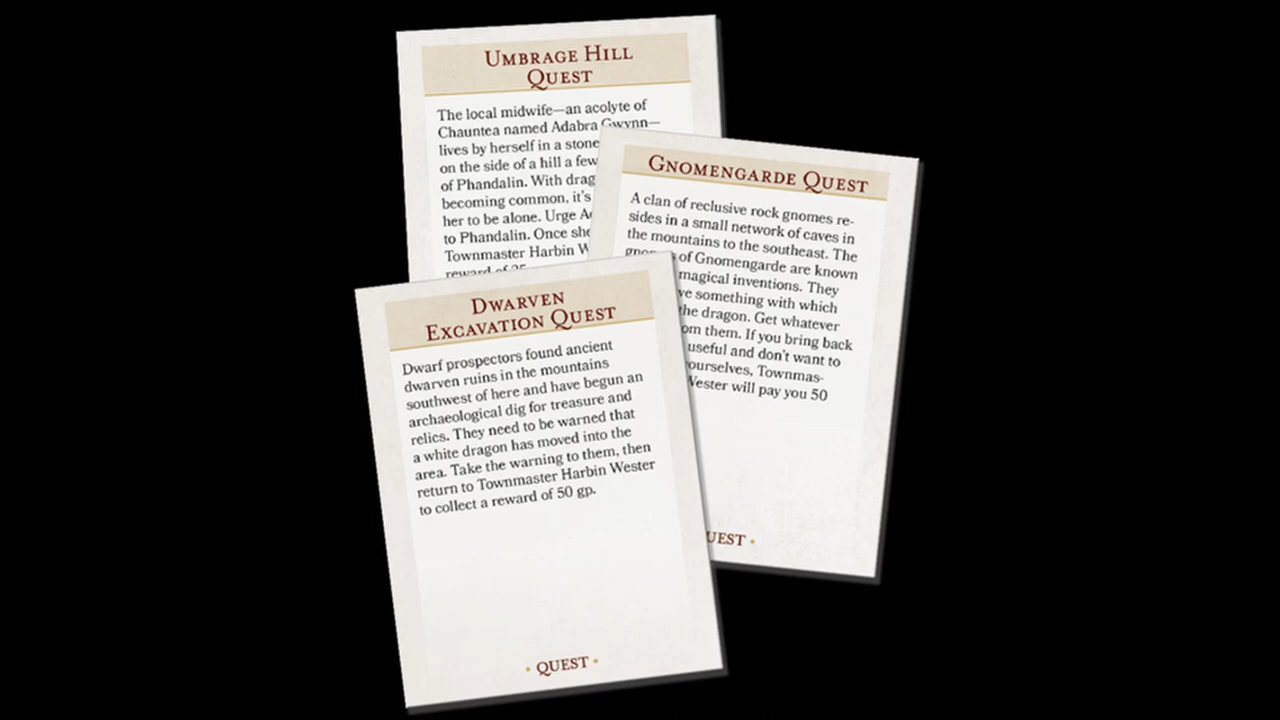 UMBRAGE HILL
QUEST
The local midwife—an acolyte of
Chauntea named Adabra Gwynn—
lives by herself in a stone
on the side of a hill a few
of Phandalin. With drag
becoming common, it's
her to be alone. Urge A
to Phandalin. Once she
Townmaster Harbin W
reward of 25
GNOMENGARDE QUEST
A clan of reclusive rock gnomes re-
sides in a small network of caves in
the mountains to the southeast. The
of Gnomengarde are known
magical inventions. They
something with which
the dragon. Get whatever
om them. If you bring back
useful and don't want to
ourselves, Townmas-
Wester will pay you 50
UEST •
DWARVEN
EXCAVATION QUEST
Dwarf prospectors found ancient
dwarven ruins in the mountains
southwest of here and have begun an
archaeological dig for treasure and
relics. They need to be warned that
a white dragon has moved into the
area. Take the warning to them, then
return to Townmaster Harbin Wester
to collect a reward of 50 gp.
• QUEST •